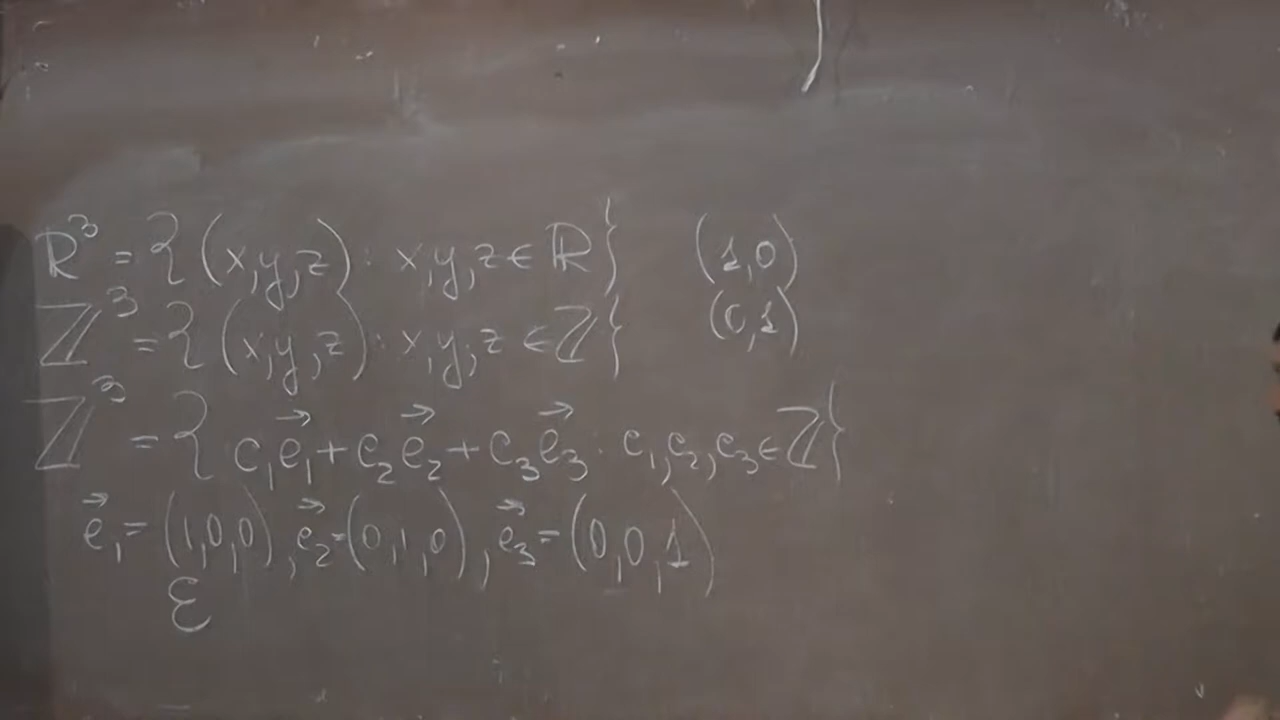 ℝ³ = {(x,y,z) : x,y,z ∈ ℝ} (1,0)
ℤ³ = {(x,y,z) : x,y,z ∈ ℤ} (0,1)
ℤ³ = {c₁e⃗₁ + c₂e⃗₂ + c₃e⃗₃ : c₁,c₂,c₃ ∈ ℤ}
e⃗₁ = (1,0,0), e⃗₂ = (0,1,0), e⃗₃ = (0,0,1)
ℰ